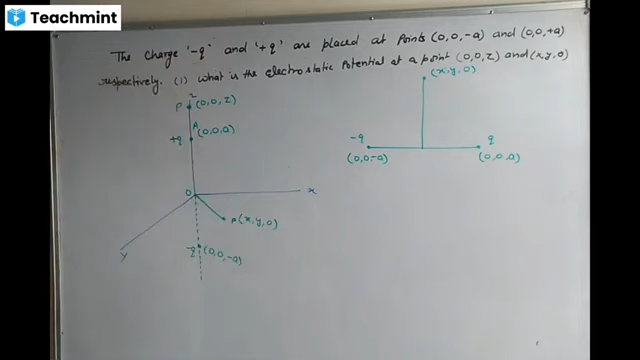 Teachmint
The Charge '-q' and '+q' are placed at points (0,0,-a) and (0,0,+a)
respectively. (1) What is the electrostatic Potential at a point (0,0,z) and (x,y,0)
z
P (0,0,z)
A (0,0,a)
+q
O
x
y
P(x,y,0)
-q (0,0,-a)
(x,y,0)
-q
q
(0,0,-a)
(0,0,a)